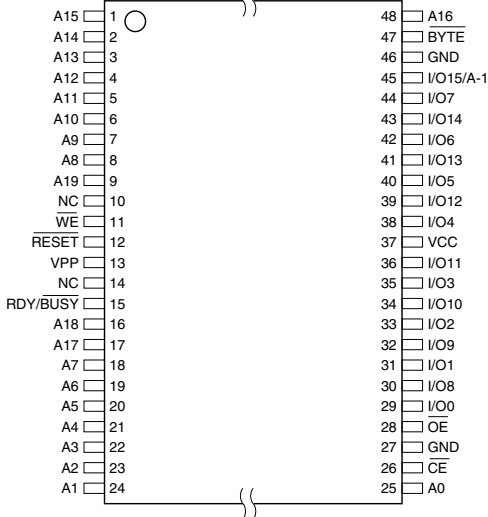 A15 1 48 A16
A14 2 47 BYTE
A13 3 46 GND
A12 4 45 I/O15/A-1
A11 5 44 I/O7
A10 6 43 I/O14
A9 7 42 I/O6
A8 8 41 I/O13
A19 9 40 I/O5
NC 10 39 I/O12
WE 11 38 I/O4
RESET 12 37 VCC
VPP 13 36 I/O11
NC 14 35 I/O3
RDY/BUSY 15 34 I/O10
A18 16 33 I/O2
A17 17 32 I/O9
A7 18 31 I/O1
A6 19 30 I/O8
A5 20 29 I/O0
A4 21 28 OE
A3 22 27 GND
A2 23 26 CE
A1 24 25 A0